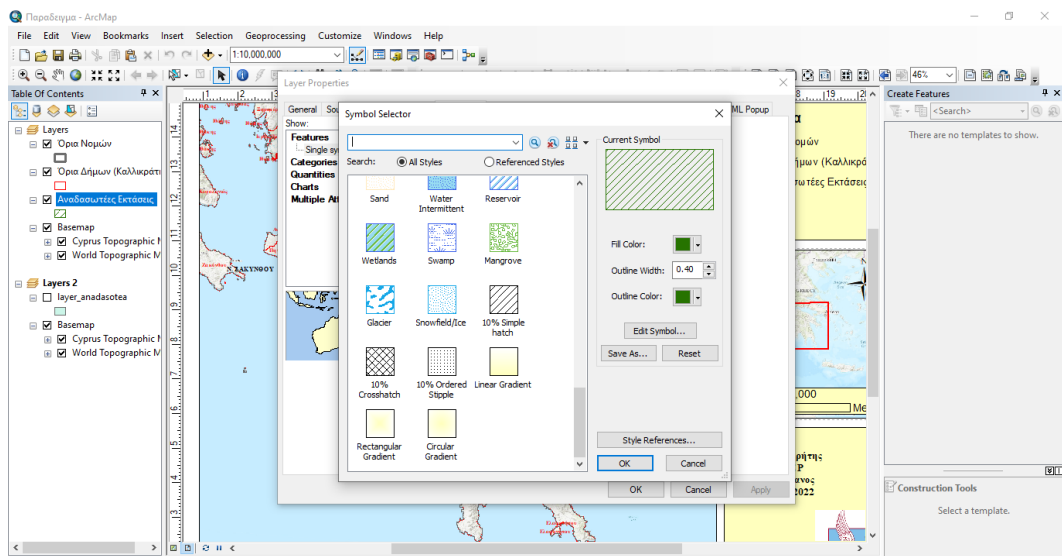 Παραδειγμα - ArcMap
File Edit View Bookmarks Insert Selection Geoprocessing Customize Windows Help
1:10,000,000
46%
Table Of Contents
Layers
Όρια Νομών
Όρια Δήμων (Καλλικράτι
Αναδασωτέες Εκτάσεις
Basemap
Cyprus Topographic M
World Topographic M
Layers 2
layer_anadasotea
Basemap
Cyprus Topographic M
World Topographic M
Layer Properties
General Sou
ML Popup
Show:
Features
Single sy
Categories
Quantities
Charts
Multiple Att
OK Cancel Apply
Symbol Selector
Search: All Styles Referenced Styles
Sand
Water Intermittent
Reservoir
Wetlands
Swamp
Mangrove
Glacier
Snowfield/Ice
10% Simple hatch
10% Crosshatch
10% Ordered Stipple
Linear Gradient
Rectangular Gradient
Circular Gradient
Current Symbol
Fill Color:
Outline Width: 0.40
Outline Color:
Edit Symbol...
Save As... Reset
Style References...
OK Cancel
ΖΑΚΥΝΘΟΥ
ομών
ήμων (Καλλικρά
σωτέες Εκτάσεις
,000
Me
ρήτης
Ρ
ανος
2022
Create Features
<Search>
There are no templates to show.
Construction Tools
Select a template.